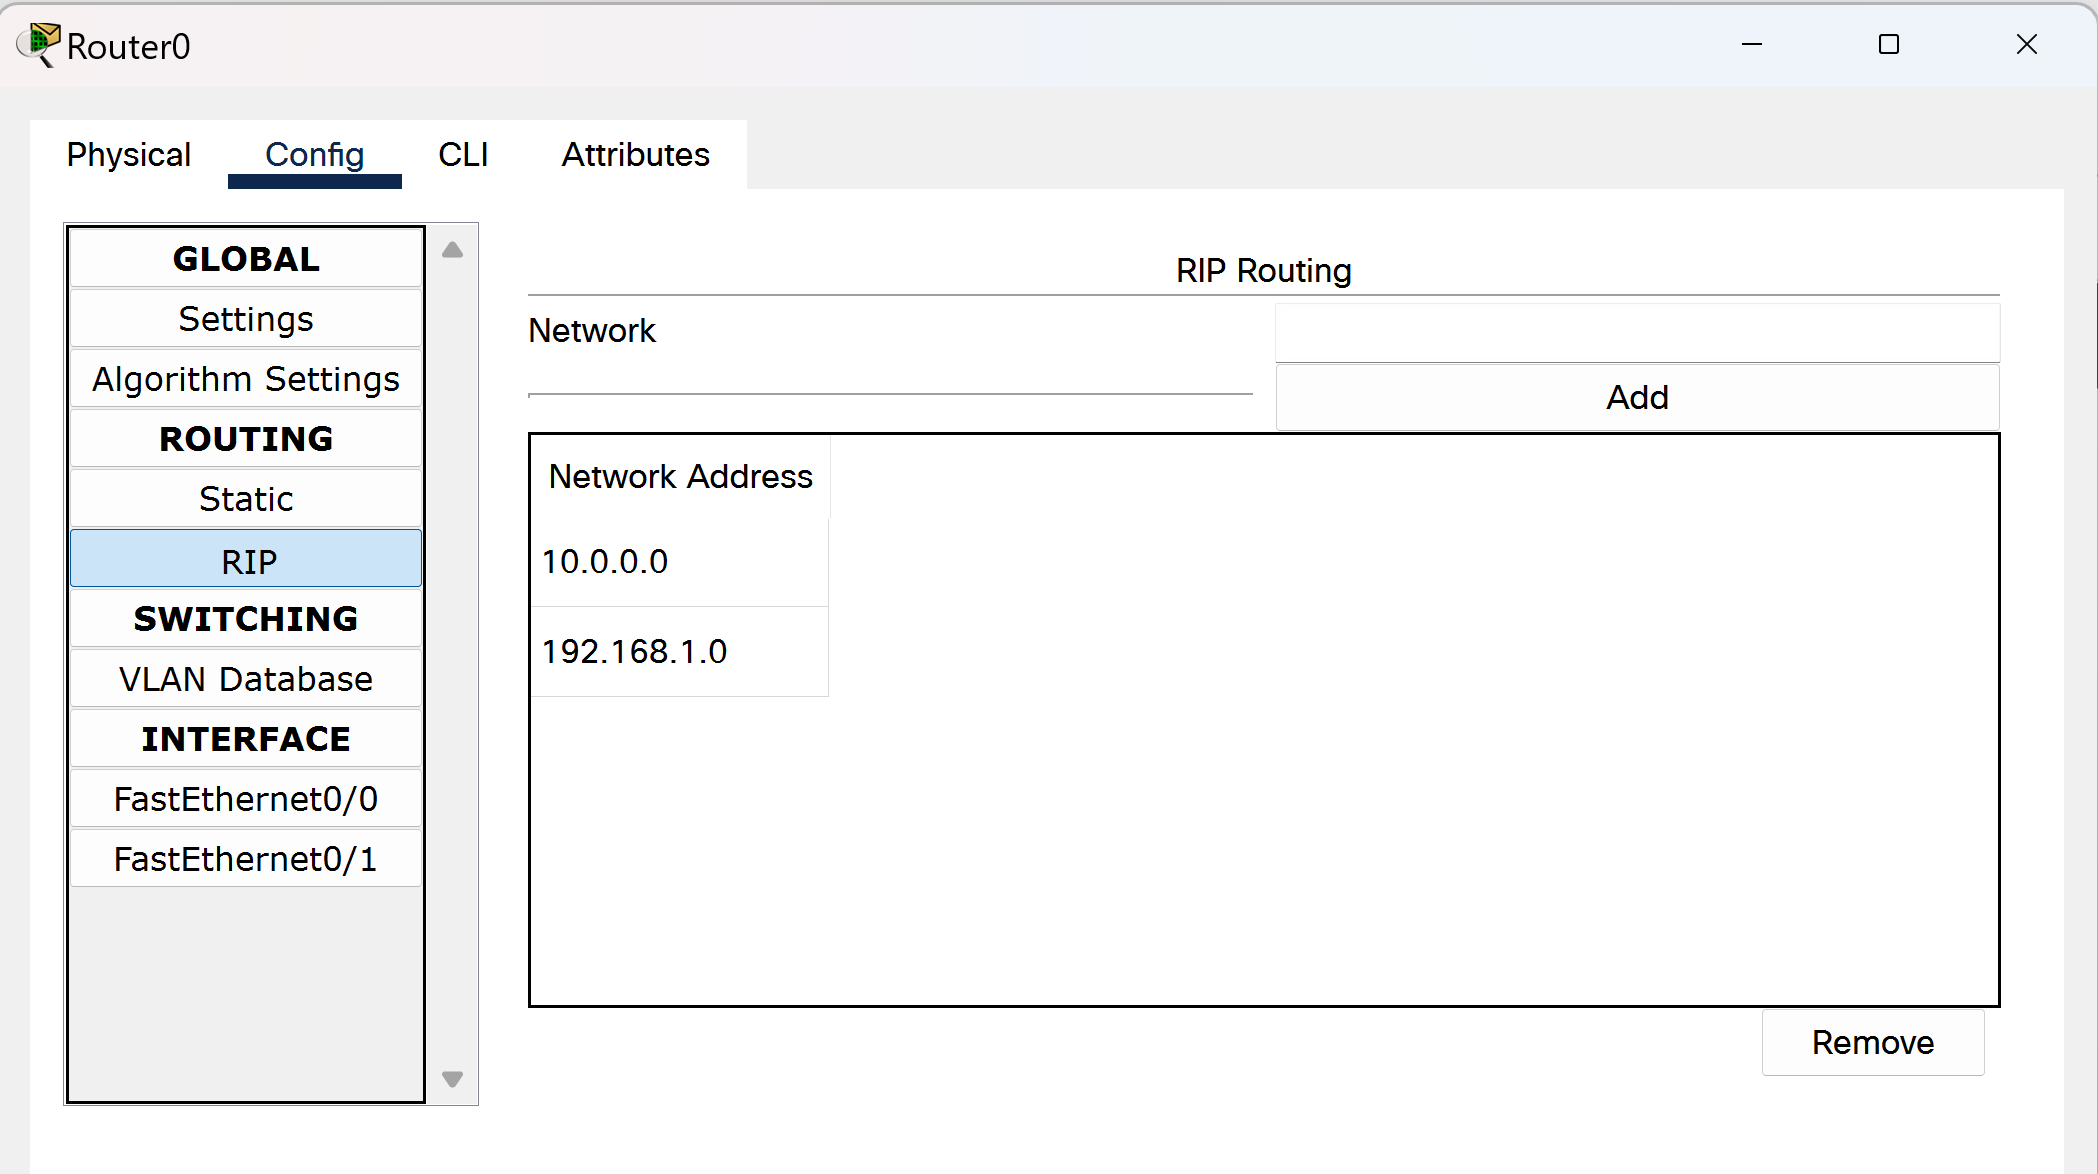 Router0
Physical Config CLI Attributes
GLOBAL
Settings
Algorithm Settings
ROUTING
Static
RIP
SWITCHING
VLAN Database
INTERFACE
FastEthernet0/0
FastEthernet0/1
RIP Routing
Network
Add
Network Address
10.0.0.0
192.168.1.0
Remove